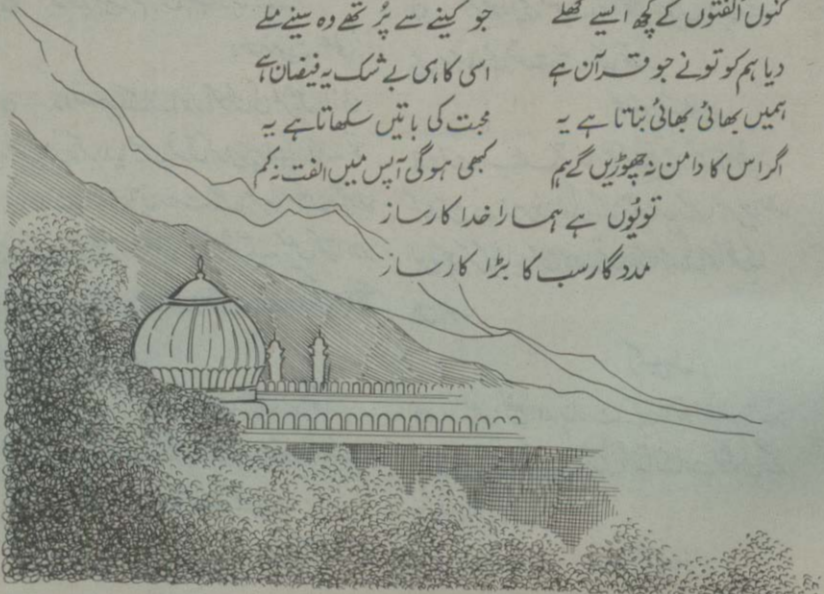 کنول الفتوں کے کچھ ایسے کھلے جو کینے سے پُر تھے وہ سینے ملے
دیا ہم کو تونے جو قرآن ہے اسی کا ہی بے شک یہ فیضان ہے
ہمیں بھائی بھائی بناتا ہے یہ محبت کی باتیں سکھاتا ہے یہ
اگر اس کا دامن نہ چھوڑیں گے ہم کبھی ہوگی آپس میں الفت نہ کم
تو یُوں ہے ہمارا خدا کارساز
مددگار سب کا بڑا کارساز